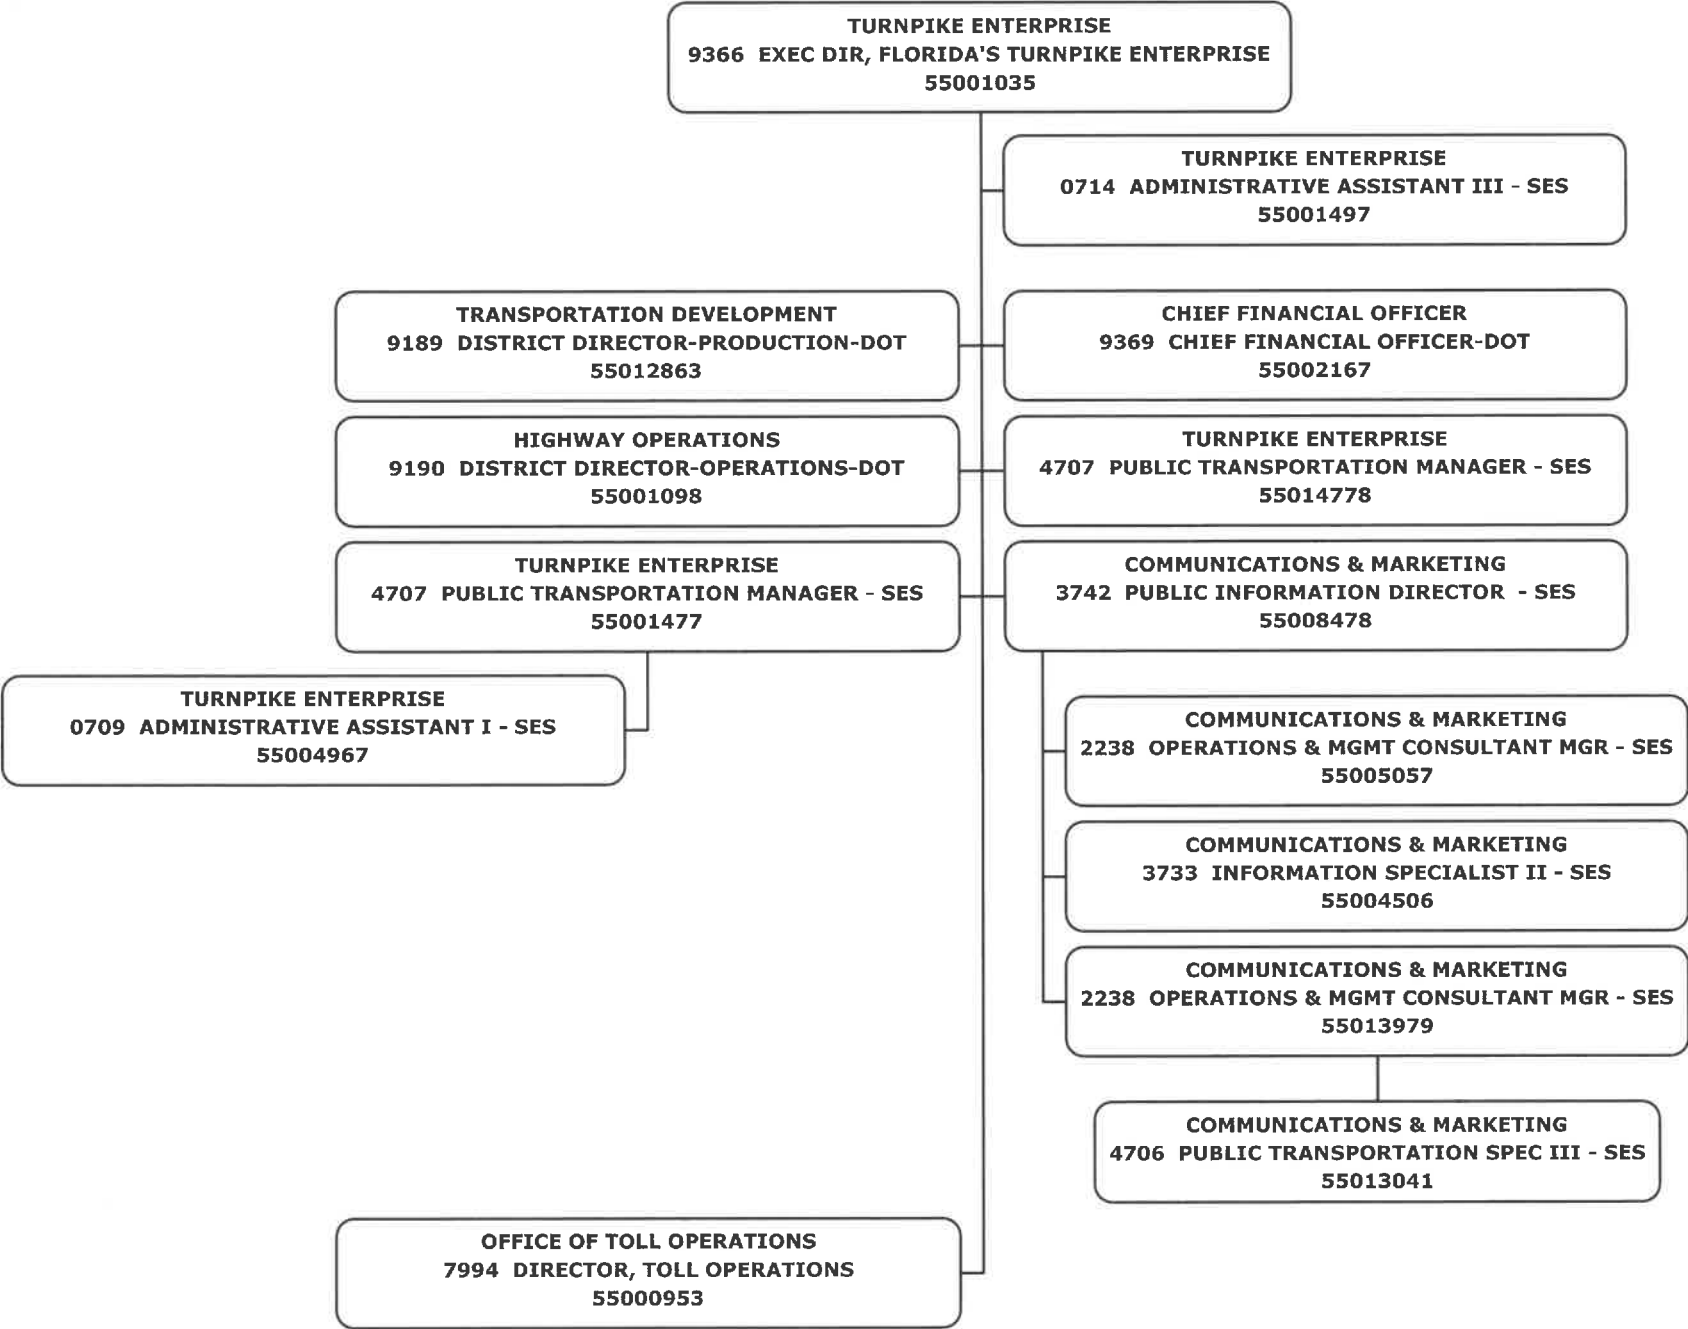 TURNPIKE ENTERPRISE
9366 EXEC DIR, FLORIDA'S TURNPIKE ENTERPRISE
55001035
TURNPIKE ENTERPRISE
0714 ADMINISTRATIVE ASSISTANT III - SES
55001497
TRANSPORTATION DEVELOPMENT
9189 DISTRICT DIRECTOR-PRODUCTION-DOT
55012863
CHIEF FINANCIAL OFFICER
9369 CHIEF FINANCIAL OFFICER-DOT
55002167
HIGHWAY OPERATIONS
9190 DISTRICT DIRECTOR-OPERATIONS-DOT
55001098
TURNPIKE ENTERPRISE
4707 PUBLIC TRANSPORTATION MANAGER - SES
55014778
TURNPIKE ENTERPRISE
4707 PUBLIC TRANSPORTATION MANAGER - SES
55001477
COMMUNICATIONS & MARKETING
3742 PUBLIC INFORMATION DIRECTOR - SES
55008478
TURNPIKE ENTERPRISE
0709 ADMINISTRATIVE ASSISTANT I - SES
55004967
COMMUNICATIONS & MARKETING
2238 OPERATIONS & MGMT CONSULTANT MGR - SES
55005057
COMMUNICATIONS & MARKETING
3733 INFORMATION SPECIALIST II - SES
55004506
COMMUNICATIONS & MARKETING
2238 OPERATIONS & MGMT CONSULTANT MGR - SES
55013979
COMMUNICATIONS & MARKETING
4706 PUBLIC TRANSPORTATION SPEC III - SES
55013041
OFFICE OF TOLL OPERATIONS
7994 DIRECTOR, TOLL OPERATIONS
55000953